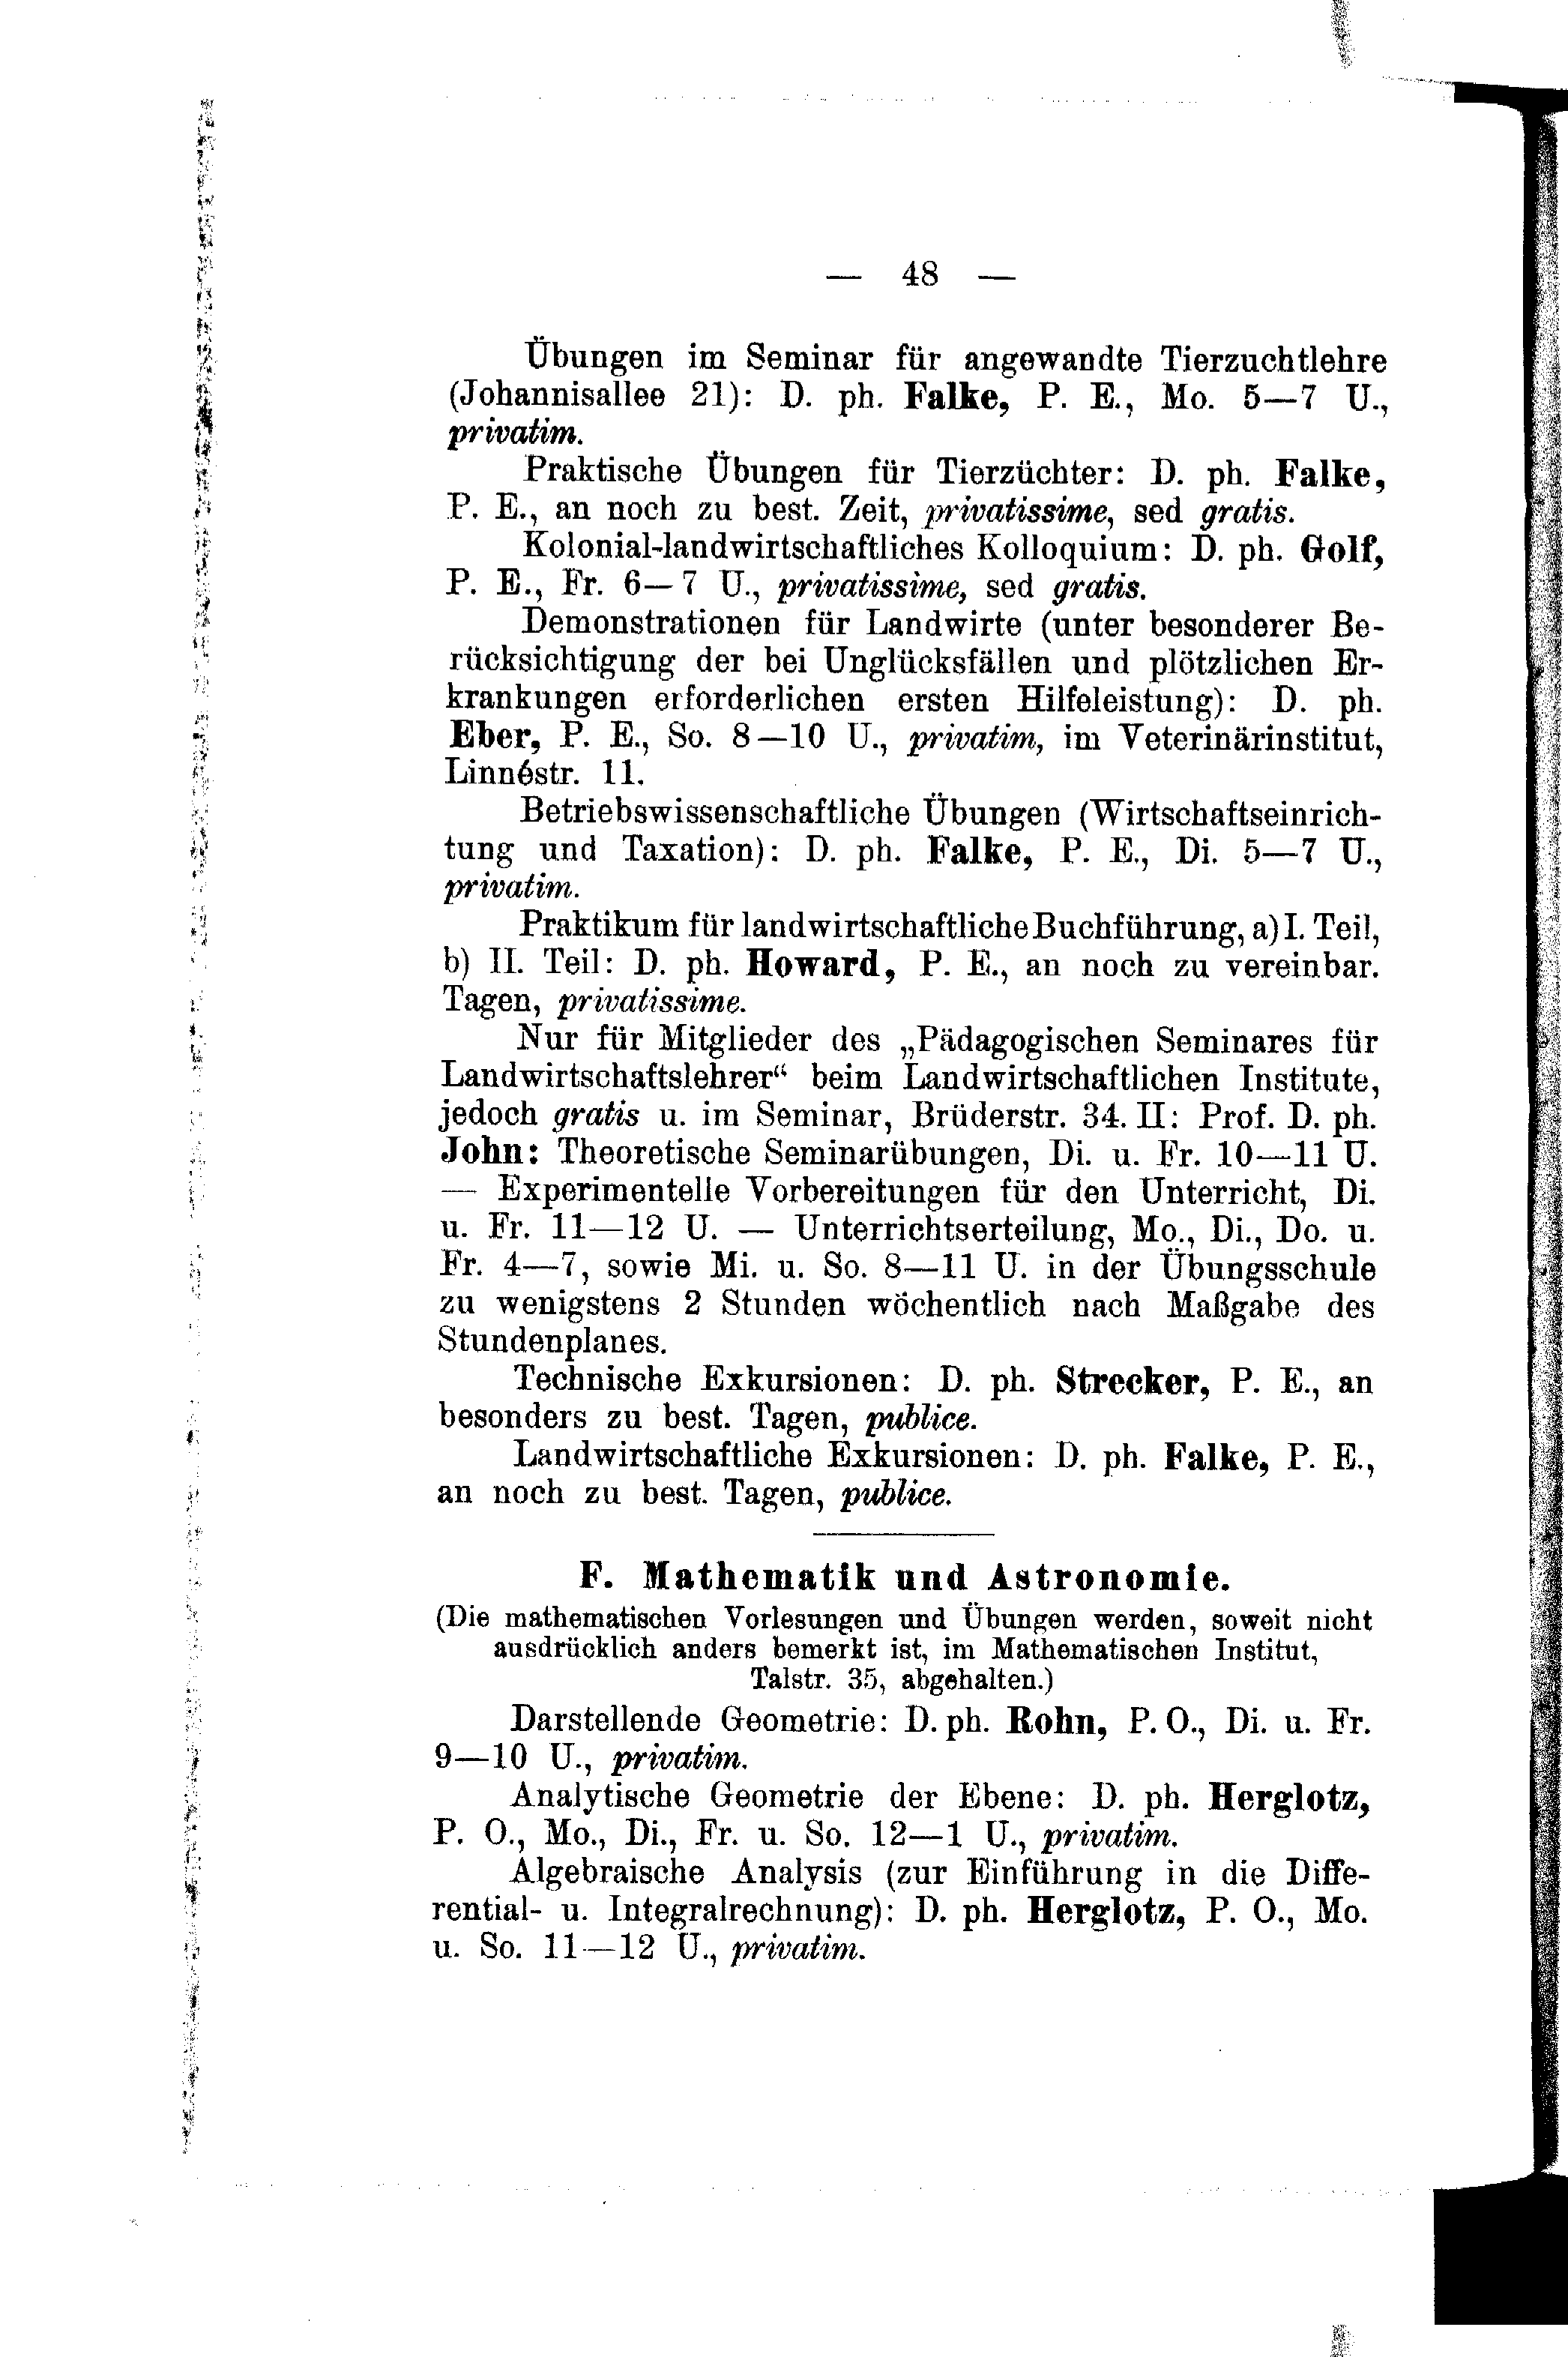 — 48 —
Übungen im Seminar für angewandte Tierzuchtlehre
(Johannisallee 21): D. ph. Falke, P. E., Mo. 5—7 U.,
privatim.
Praktische Übungen für Tierzüchter: D. ph. Falke,
P. E., an noch zu best. Zeit, privatissime, sed gratis.
Kolonial-landwirtschaftliches Kolloquium: D. ph. Golf,
P. E., Fr. 6—7 U., privatissime, sed gratis.
Demonstrationen für Landwirte (unter besonderer Be-
rücksichtigung der bei Unglücksfällen und plötzlichen Er-
krankungen erforderlichen ersten Hilfeleistung): D. ph.
Eber, P. E., So. 8—10 U., privatim, im Veterinärinstitut,
Linnéstr. 11.
Betriebswissenschaftliche Übungen (Wirtschaftseinrich-
tung und Taxation): D. ph. Falke, P. E., Di. 5—7 U.,
privatim.
Praktikum für landwirtschaftliche Buchführung, a) I. Teil,
b) II. Teil: D. ph. Howard, P. E., an noch zu vereinbar.
Tagen, privatissime.
Nur für Mitglieder des „Pädagogischen Seminares für
Landwirtschaftslehrer“ beim Landwirtschaftlichen Institute,
jedoch gratis u. im Seminar, Brüderstr. 34. II: Prof. D. ph.
John: Theoretische Seminarübungen, Di. u. Fr. 10—11 U.
— Experimentelle Vorbereitungen für den Unterricht, Di.
u. Fr. 11—12 U. — Unterrichtserteilung, Mo., Di., Do. u.
Fr. 4—7, sowie Mi. u. So. 8—11 U. in der Übungsschule
zu wenigstens 2 Stunden wöchentlich nach Maßgabe des
Stundenplanes.
Technische Exkursionen: D. ph. Strecker, P. E., an
besonders zu best. Tagen, publice.
Landwirtschaftliche Exkursionen: D. ph. Falke, P. E.,
an noch zu best. Tagen, publice.
F. Mathematik und Astronomie.
(Die mathematischen Vorlesungen und Übungen werden, soweit nicht
ausdrücklich anders bemerkt ist, im Mathematischen Institut,
Talstr. 35, abgehalten.)
Darstellende Geometrie: D. ph. Rohn, P. O., Di. u. Fr.
9—10 U., privatim.
Analytische Geometrie der Ebene: D. ph. Herglotz,
P. O., Mo., Di., Fr. u. So. 12—1 U., privatim.
Algebraische Analysis (zur Einführung in die Diffe-
rential- u. Integralrechnung): D. ph. Herglotz, P. O., Mo.
u. So. 11—12 U., privatim.